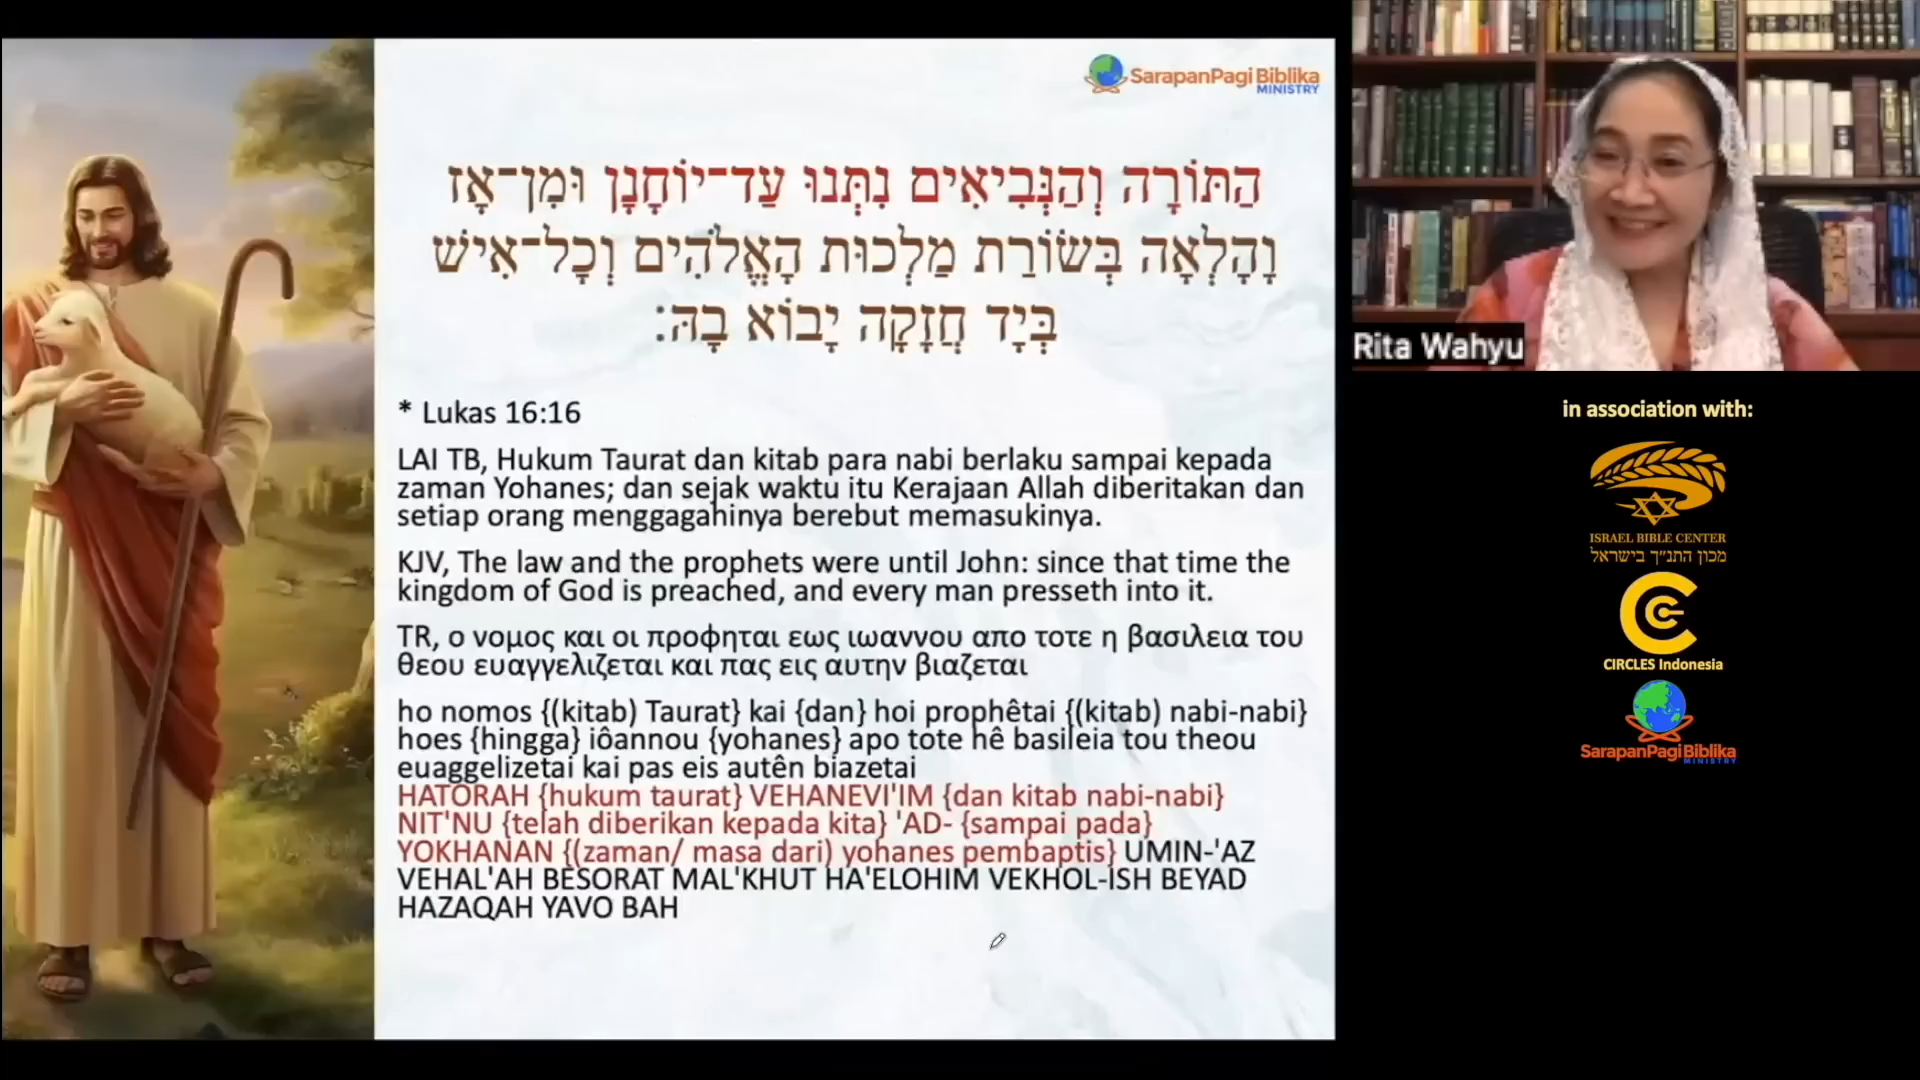 SarapanPagi Biblika
MINISTRY
הַתּוֹרָה וְהַנְּבִיאִים נִתְּנוּ עַד־יוֹחָנָן וּמִן־אָז
וָהָלְאָה בְּשׂוֹרַת מַלְכוּת הָאֱלֹהִים וְכָל־אִישׁ
בְּיָד חֲזָקָה יָבוֹא בָהּ׃
* Lukas 16:16
LAI TB, Hukum Taurat dan kitab para nabi berlaku sampai kepada
zaman Yohanes; dan sejak waktu itu Kerajaan Allah diberitakan dan
setiap orang menggagahinya berebut memasukinya.
KJV, The law and the prophets were until John: since that time the
kingdom of God is preached, and every man presseth into it.
TR, ο νομος και οι προφηται εως ιωαννου απο τοτε η βασιλεια του
θεου ευαγγελιζεται και πας εις αυτην βιαζεται
ho nomos {(kitab) Taurat} kai {dan} hoi prophêtai {(kitab) nabi-nabi}
hoes {hingga} iôannou {yohanes} apo tote hê basileia tou theou
euaggelizetai kai pas eis autên biazetai
HATORAH {hukum taurat} VEHANEVI'IM {dan kitab nabi-nabi}
NIT'NU {telah diberikan kepada kita} 'AD- {sampai pada}
YOKHANAN {(zaman/ masa dari) yohanes pembaptis} UMIN-'AZ
VEHAL'AH BESORAT MAL'KHUT HA'ELOHIM VEKHOL-ISH BEYAD
HAZAQAH YAVO BAH
Rita Wahyu
in association with:
ISRAEL BIBLE CENTER
מכון התנ״ך בישראל
CIRCLES Indonesia
SarapanPagi Biblika
MINISTRY